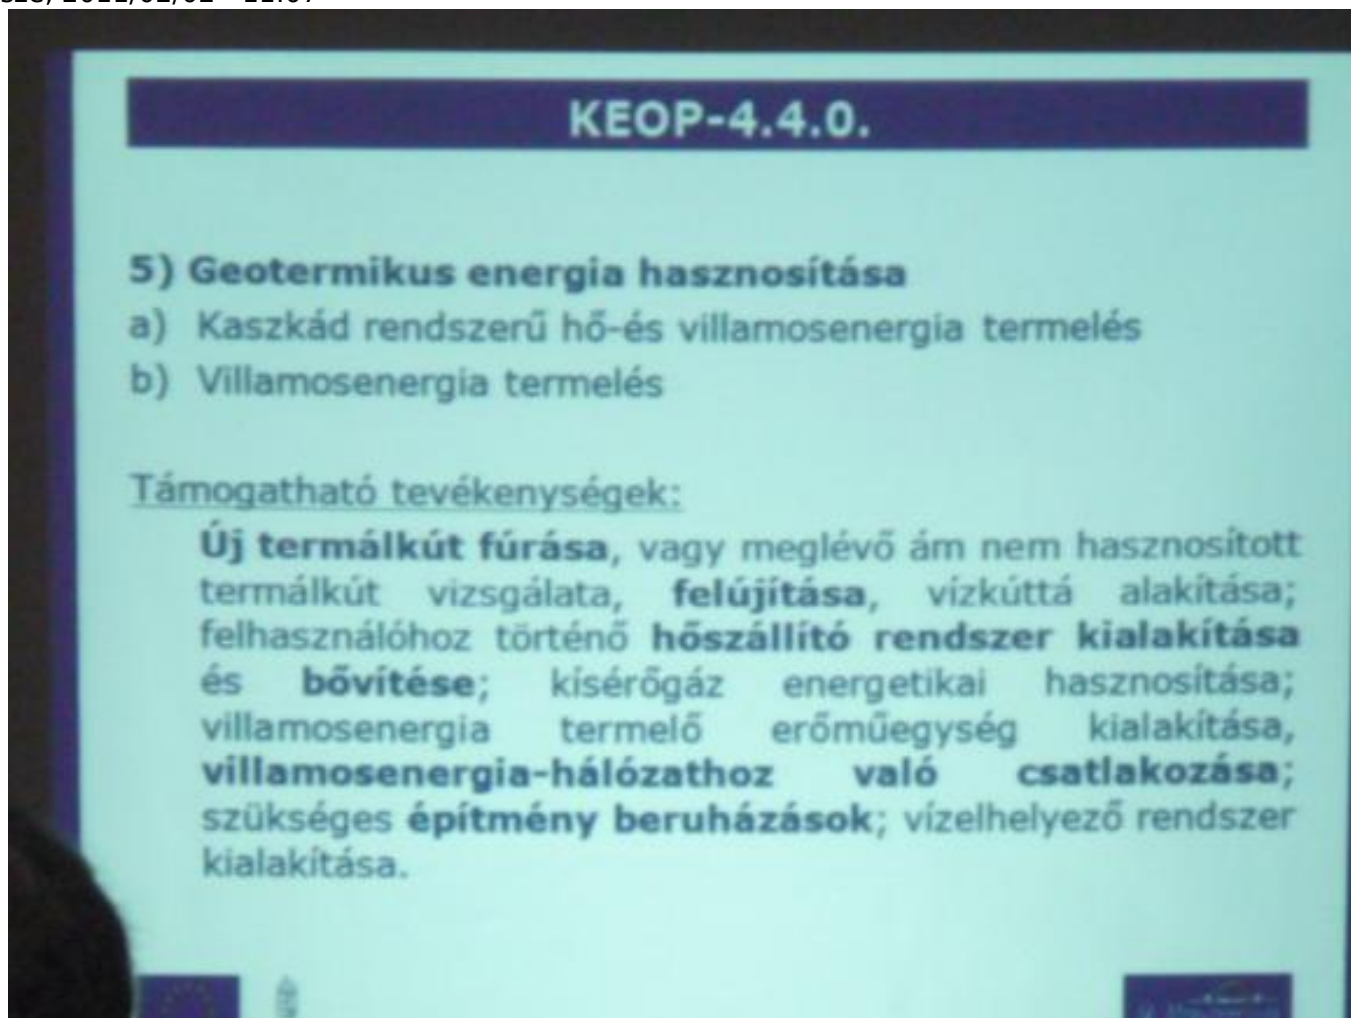 KEOP-4.4.0.
5) Geotermikus energia hasznosítása
a) Kaszkád rendszerű hő-és villamosenergia termelés
b) Villamosenergia termelés
Támogatható tevékenységek:
Új termálkút fúrása, vagy meglévő ám nem hasznosított
termálkút vizsgálata, felújítása, vízkúttá alakítása;
felhasználóhoz történő hőszállító rendszer kialakítása
és bővítése; kísérőgáz energetikai hasznosítása;
villamosenergia termelő erőműegység kialakítása,
villamosenergia-hálózathoz való csatlakozása;
szükséges építmény beruházások; vízelhelyező rendszer
kialakítása.